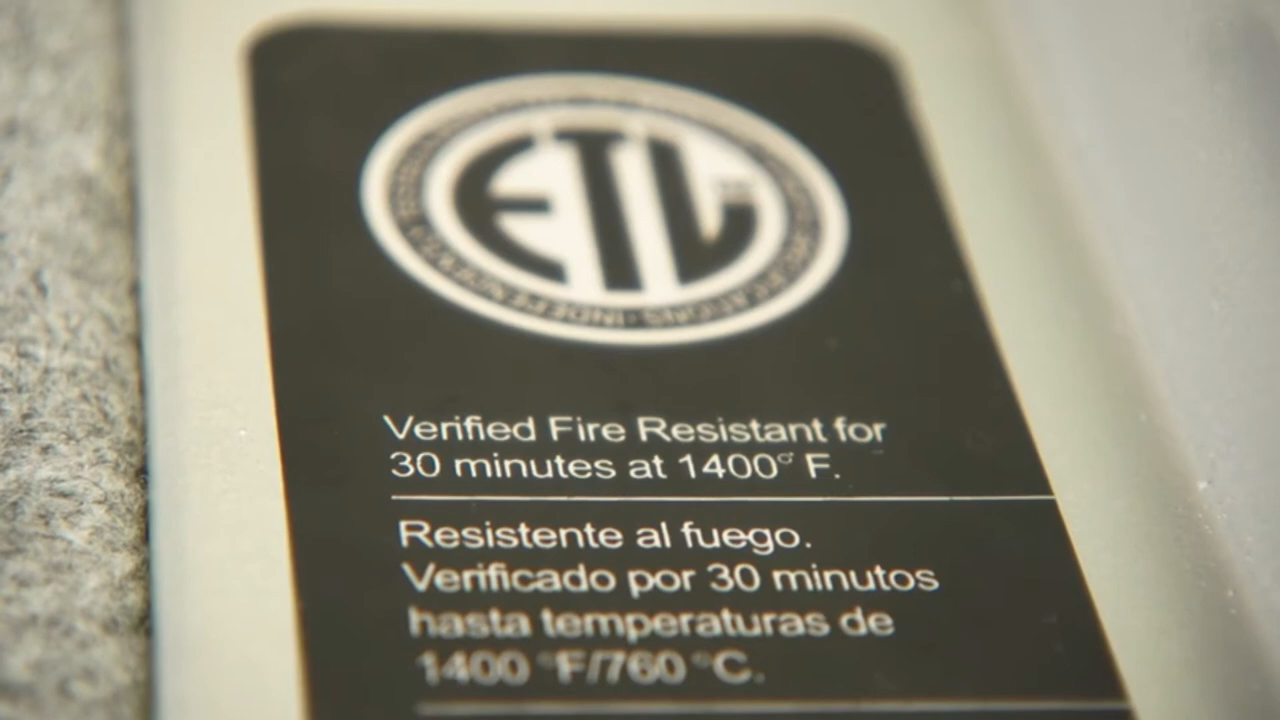 ETL
Verified Fire Resistant for
30 minutes at 1400° F.
Resistente al fuego.
Verificado por 30 minutos
hasta temperaturas de
1400 °F/760 °C.